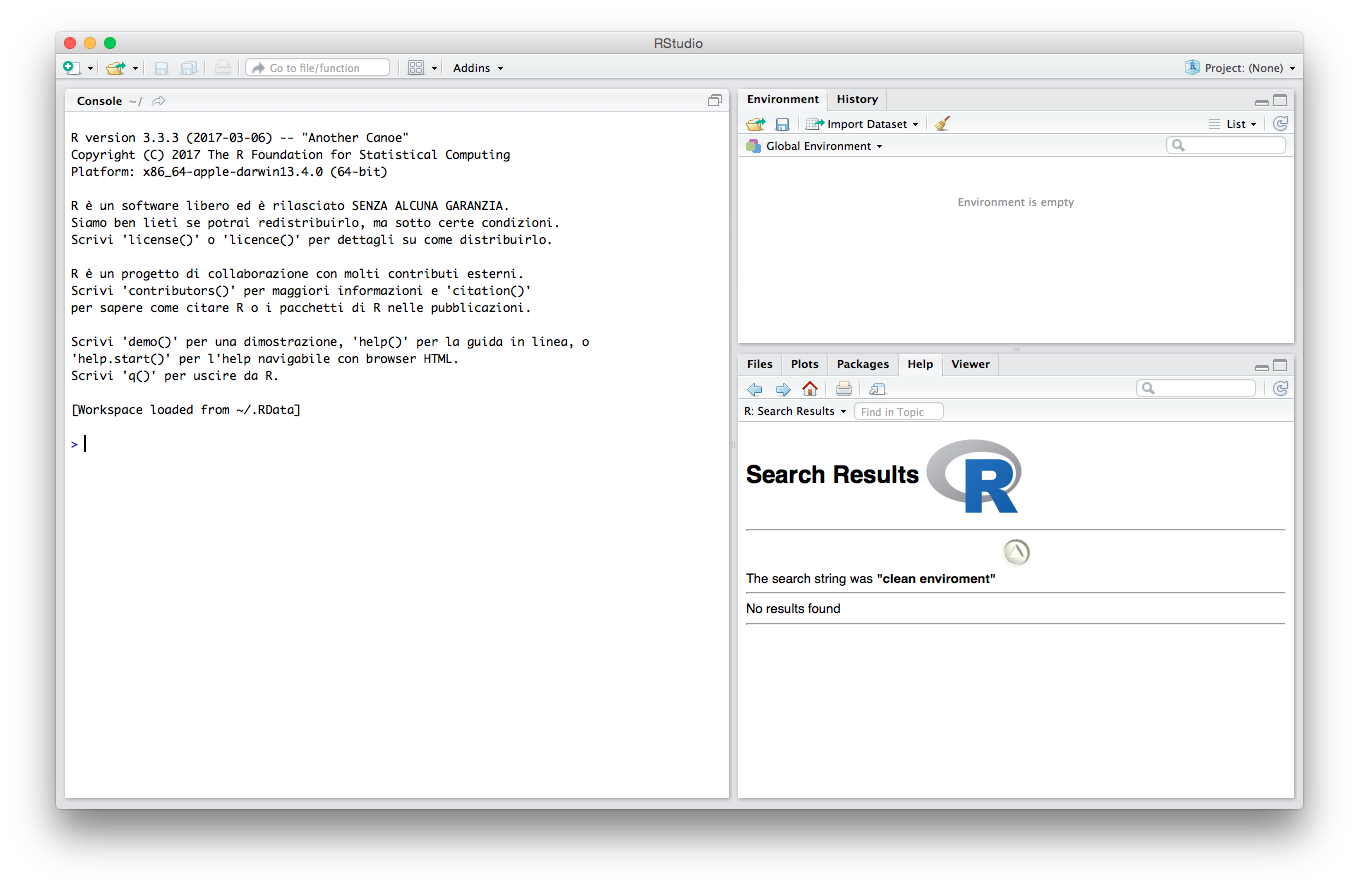 RStudio
Go to file/function
Addins
Project: (None)
Console ~/
R version 3.3.3 (2017-03-06) -- "Another Canoe"
Copyright (C) 2017 The R Foundation for Statistical Computing
Platform: x86_64-apple-darwin13.4.0 (64-bit)
R è un software libero ed è rilasciato SENZA ALCUNA GARANZIA.
Siamo ben lieti se potrai redistribuirlo, ma sotto certe condizioni.
Scrivi 'license()' o 'licence()' per dettagli su come distribuirlo.
R è un progetto di collaborazione con molti contributi esterni.
Scrivi 'contributors()' per maggiori informazioni e 'citation()'
per sapere come citare R o i pacchetti di R nelle pubblicazioni.
Scrivi 'demo()' per una dimostrazione, 'help()' per la guida in linea, o
'help.start()' per l'help navigabile con browser HTML.
Scrivi 'q()' per uscire da R.
[Workspace loaded from ~/.RData]
>
Environment History
Import Dataset List
Global Environment
Environment is empty
Files Plots Packages Help Viewer
R: Search Results Find in Topic
Search Results R
The search string was "clean enviroment"
No results found